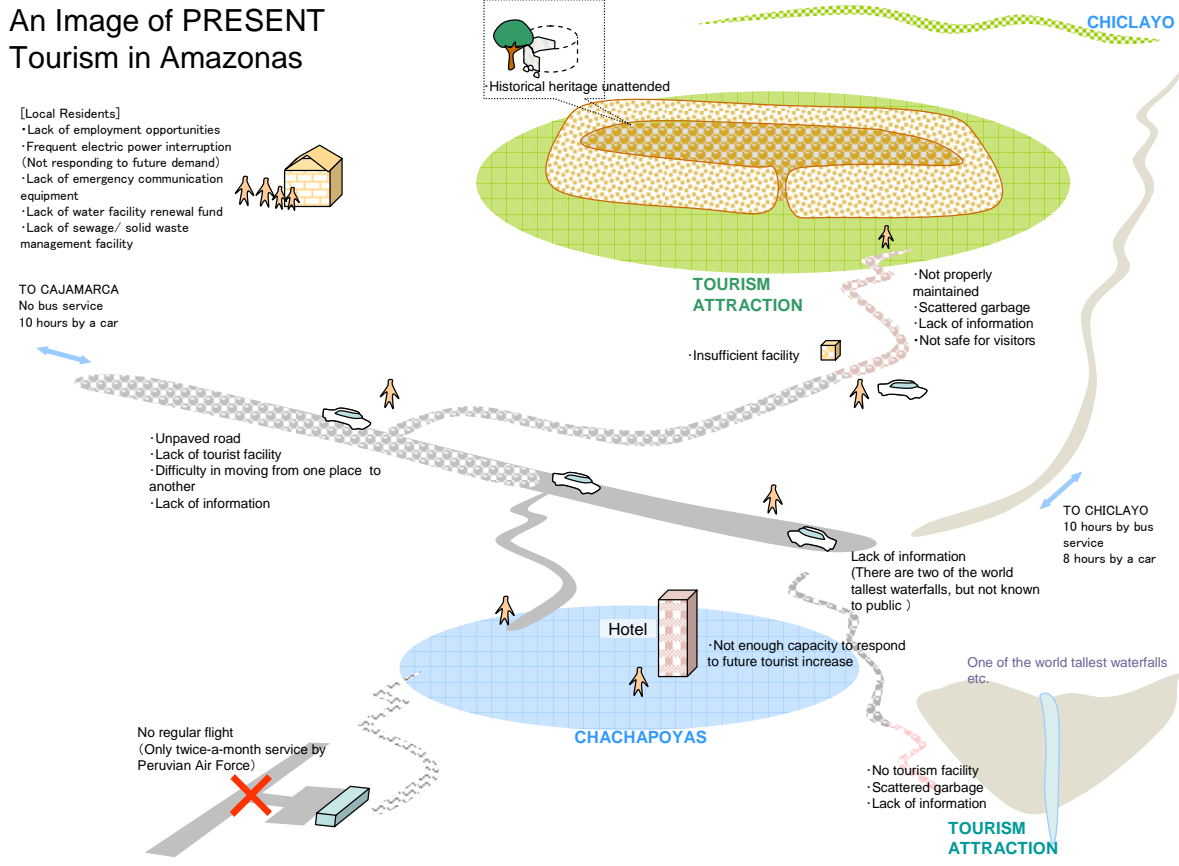 An Image of PRESENT
Tourism in Amazonas
CHICLAYO
・Historical heritage unattended
[Local Residents]
・Lack of employment opportunities
・Frequent electric power interruption
(Not responding to future demand)
・Lack of emergency communication
equipment
・Lack of water facility renewal fund
・Lack of sewage/ solid waste
management facility
TO CAJAMARCA
No bus service
10 hours by a car
TOURISM
ATTRACTION
・Not properly
maintained
・Scattered garbage
・Lack of information
・Not safe for visitors
・Insufficient facility
・Unpaved road
・Lack of tourist facility
・Difficulty in moving from one place to
another
・Lack of information
TO CHICLAYO
10 hours by bus
service
8 hours by a car
Lack of information
(There are two of the world
tallest waterfalls, but not known
to public )
Hotel
・Not enough capacity to respond
to future tourist increase
One of the world tallest waterfalls
etc.
CHACHAPOYAS
No regular flight
(Only twice-a-month service by
Peruvian Air Force)
・No tourism facility
・Scattered garbage
・Lack of information
TOURISM
ATTRACTION